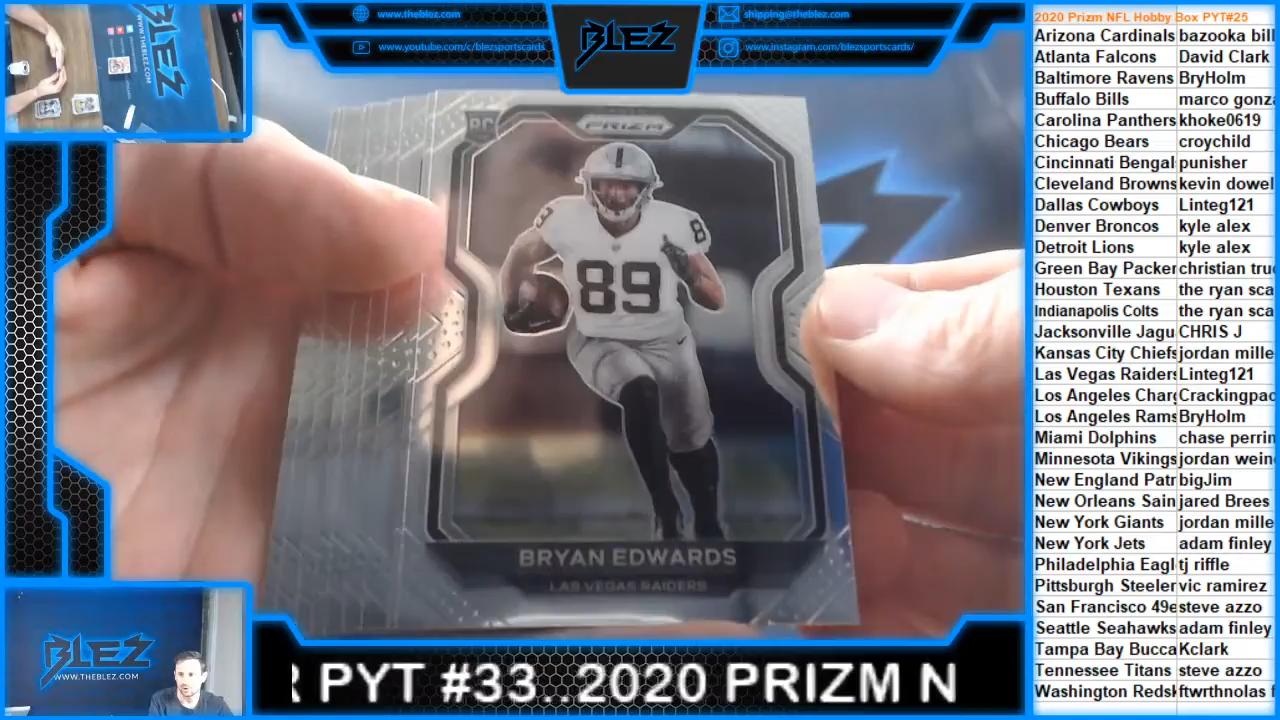 www.theblez.com
shipping@theblez.com
BLEZ
www.youtube.com/c/blezsportscards
www.instagram.com/blezsportscards/
BLEZ
WWW.THEBLEZ.COM
RC
PRIZM
89
89
BRYAN EDWARDS
LAS VEGAS RAIDERS
BLEZ
WWW.THEBLEZ.COM
R PYT #33..2020 PRIZM N
2020 Prizm NFL Hobby Box PYT#25
Arizona Cardinals bazooka bill
Atlanta Falcons David Clark
Baltimore Ravens BryHolm
Buffalo Bills marco gonza
Carolina Panthers khoke0619
Chicago Bears croychild
Cincinnati Bengal punisher
Cleveland Browns kevin dowel
Dallas Cowboys Linteg121
Denver Broncos kyle alex
Detroit Lions kyle alex
Green Bay Packer christian true
Houston Texans the ryan sca
Indianapolis Colts the ryan sca
Jacksonville Jagu CHRIS J
Kansas City Chiefs jordan mille
Las Vegas Raiders Linteg121
Los Angeles Charg Crackingpac
Los Angeles Rams BryHolm
Miami Dolphins chase perrin
Minnesota Vikings jordan wein
New England Patr bigJim
New Orleans Sain jared Brees
New York Giants jordan mille
New York Jets adam finley
Philadelphia Eagl tj riffle
Pittsburgh Steeler vic ramirez
San Francisco 49e steve azzo
Seattle Seahawks adam finley
Tampa Bay Bucca Kclark
Tennessee Titans steve azzo
Washington Redsk ftwrthnolas f